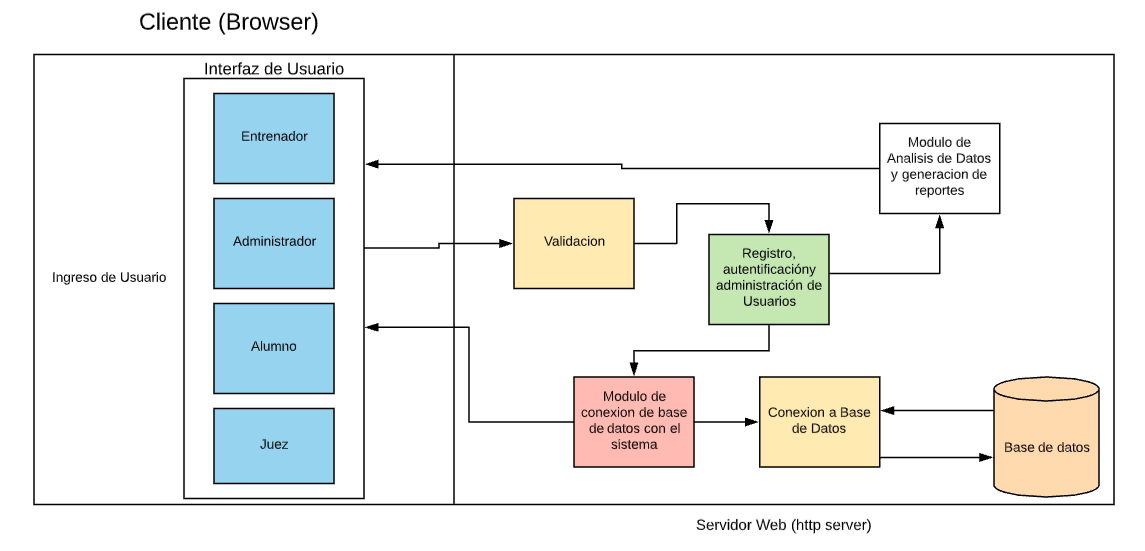 Cliente (Browser)
Interfaz de Usuario
Entrenador
Administrador
Ingreso de Usuario
Alumno
Juez
Validacion
Modulo de
Analisis de Datos
y generacion de
reportes
Registro,
autentificacióny
administración de
Usuarios
Modulo de
conexion de base
de datos con el
sistema
Conexion a Base
de Datos
Base de datos
Servidor Web (http server)